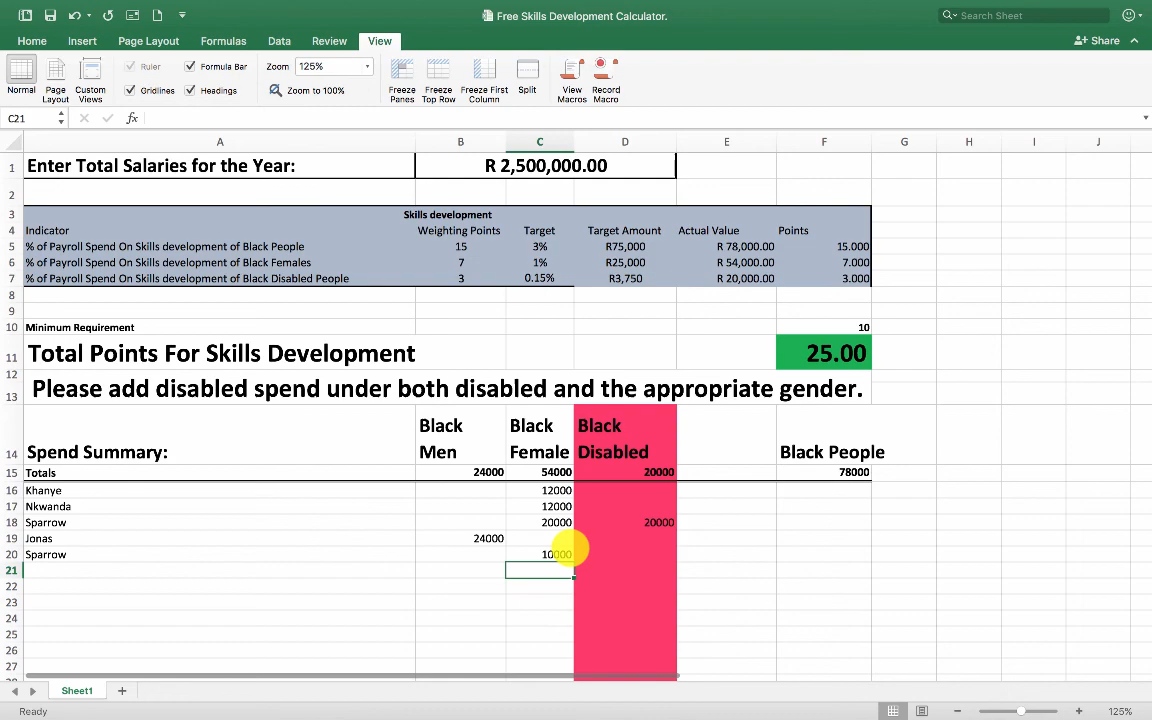 Free Skills Development Calculator.
Search Sheet
Home Insert Page Layout Formulas Data Review View
Share
Normal Page Layout Custom Views Ruler Formula Bar Gridlines Headings Zoom 125% Zoom to 100% Freeze Panes Freeze Top Row Freeze First Column Split View Macros Record Macro
C21 fx
A B C D E F G H I J
1 Enter Total Salaries for the Year: R 2,500,000.00
2
3 Skills development
4 Indicator Weighting Points Target Target Amount Actual Value Points
5 % of Payroll Spend On Skills development of Black People 15 3% R75,000 R 78,000.00 15.000
6 % of Payroll Spend On Skills development of Black Females 7 1% R25,000 R 54,000.00 7.000
7 % of Payroll Spend On Skills development of Black Disabled People 3 0.15% R3,750 R 20,000.00 3.000
8
9
10 Minimum Requirement 10
11 Total Points For Skills Development 25.00
12
13 Please add disabled spend under both disabled and the appropriate gender.
14 Spend Summary: Black Men Black Female Black Disabled Black People
15 Totals 24000 54000 20000 78000
16 Khanye 12000
17 Nkwanda 12000
18 Sparrow 20000 20000
19 Jonas 24000
20 Sparrow 10000
21
22
23
24
25
26
27
Sheet1
Ready 125%